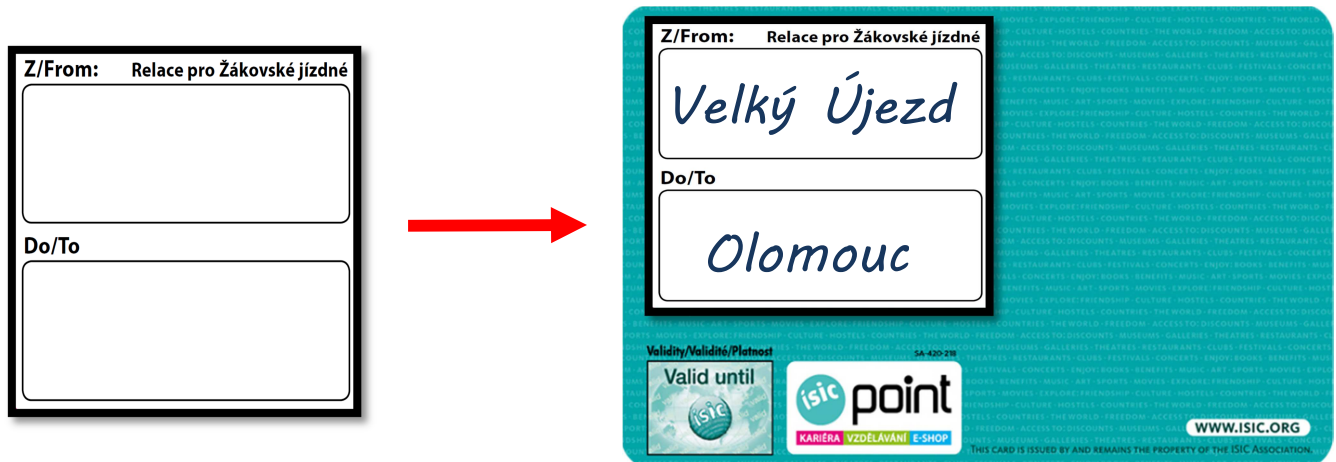 Z/From: Relace pro Žákovské jízdné
Do/To
Z/From: Relace pro Žákovské jízdné
Velký Újezd
Do/To
Olomouc
Validity/Validité/Platnost
SA-420-218
Valid until
isic
isic point
KARIÉRA VZDĚLÁVÁNÍ E-SHOP
WWW.ISIC.ORG
THIS CARD IS ISSUED BY AND REMAINS THE PROPERTY OF THE ISIC ASSOCIATION.